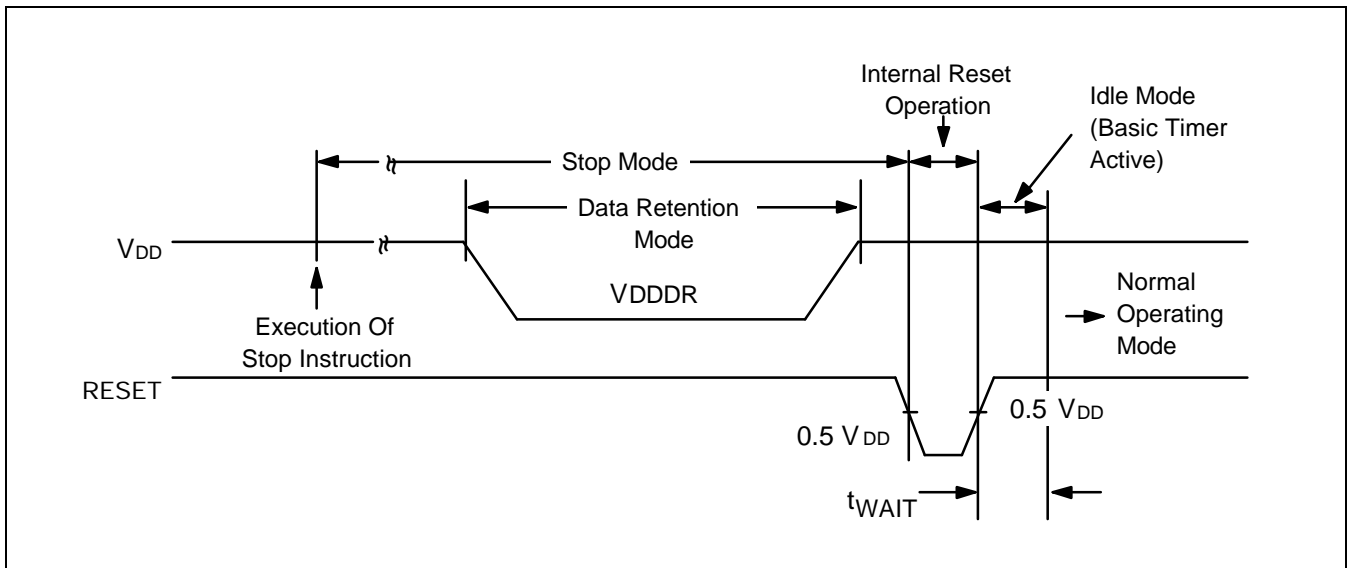 Internal Reset
Operation
Idle Mode
(Basic Timer
Active)
Stop Mode
Data Retention
Mode
VDD
VDDDR
Execution Of
Stop Instruction
Normal
Operating
Mode
RESET
0.5 VDD
0.5 VDD
tWAIT